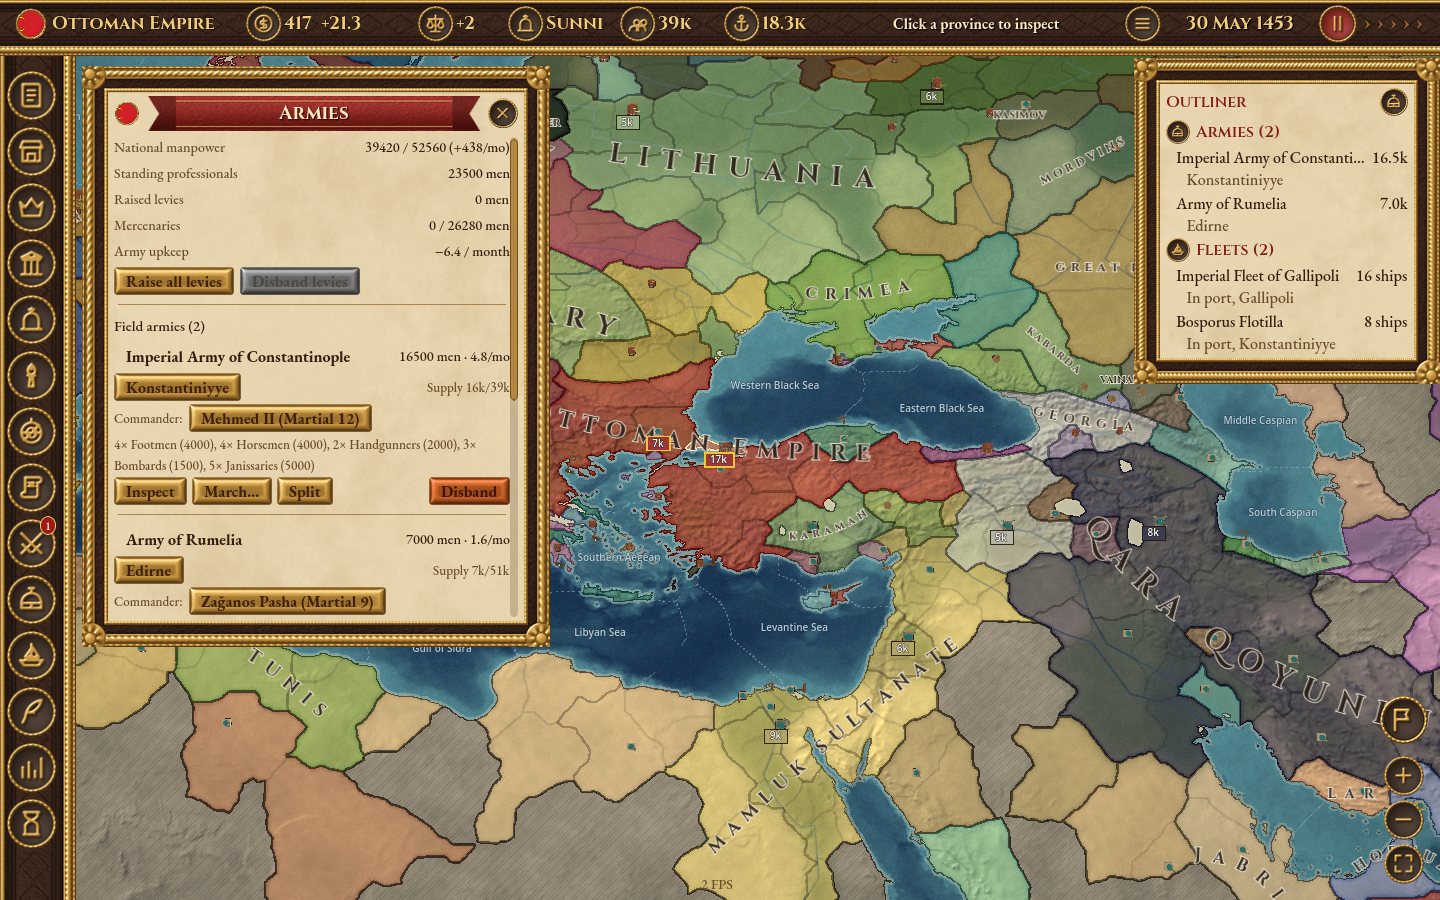 OTTOMAN EMPIRE 417 +21.3 +2 SUNNI 39K 18.3K Click a province to inspect 30 MAY 1453
ARMIES
National manpower 39420 / 52560 (+438/mo)
Standing professionals 23500 men
Raised levies 0 men
Mercenaries 0 / 26280 men
Army upkeep −6.4 / month
Raise all levies Disband levies
Field armies (2)
Imperial Army of Constantinople 16500 men · 4.8/mo
Konstantiniyye Supply 16k/39k
Commander: Mehmed II (Martial 12)
4× Footmen (4000), 4× Horsemen (4000), 2× Handgunners (2000), 3×
Bombards (1500), 5× Janissaries (5000)
Inspect March... Split Disband
Army of Rumelia 7000 men · 1.6/mo
Edirne Supply 7k/51k
Commander: Zağanos Pasha (Martial 9)
1
OUTLINER
ARMIES (2)
Imperial Army of Constanti... 16.5k
Konstantiniyye
Army of Rumelia 7.0k
Edirne
FLEETS (2)
Imperial Fleet of Gallipoli 16 ships
In port, Gallipoli
Bosporus Flotilla 8 ships
In port, Konstantiniyye
6k
5k
KASIMOV
LITHUANIA
MORDVINS
GREAT
CRIMEA
ARY
KABARDA
VAINA
Western Black Sea
Eastern Black Sea
GEORGIA
Middle Caspian
TTOMAN EMPIRE
7k
17k
KARAMAN
5k
8k
South Caspian
Southern Aegean
QARA QOYUNL
Libyan Sea
Levantine Sea
6k
Gulf of Sidra
TUNIS
9k
MAMLUK SULTANATE
LAR
JABRI
HO
2 FPS